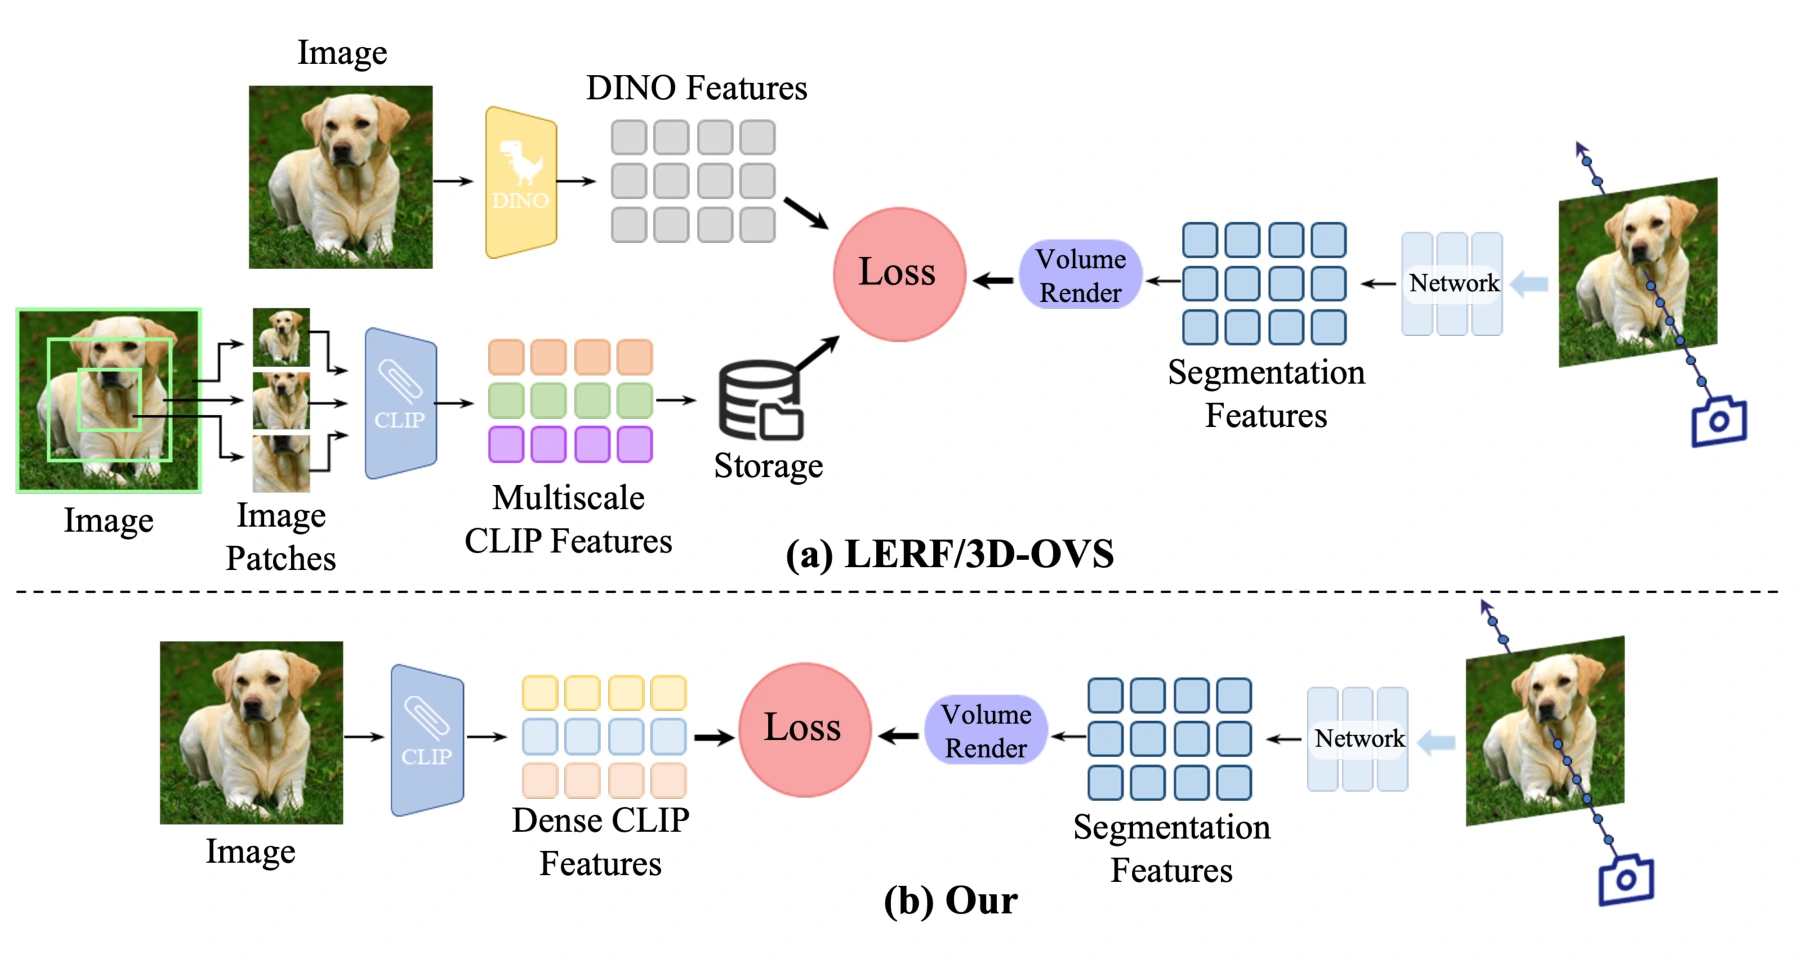 Image
DINO Features
DINO
Loss
Volume
Render
Network
Segmentation
Features
CLIP
Storage
Image
Image
Patches
Multiscale
CLIP Features
(a) LERF/3D-OVS
Image
CLIP
Dense CLIP
Features
Loss
Volume
Render
Segmentation
Features
Network
(b) Our